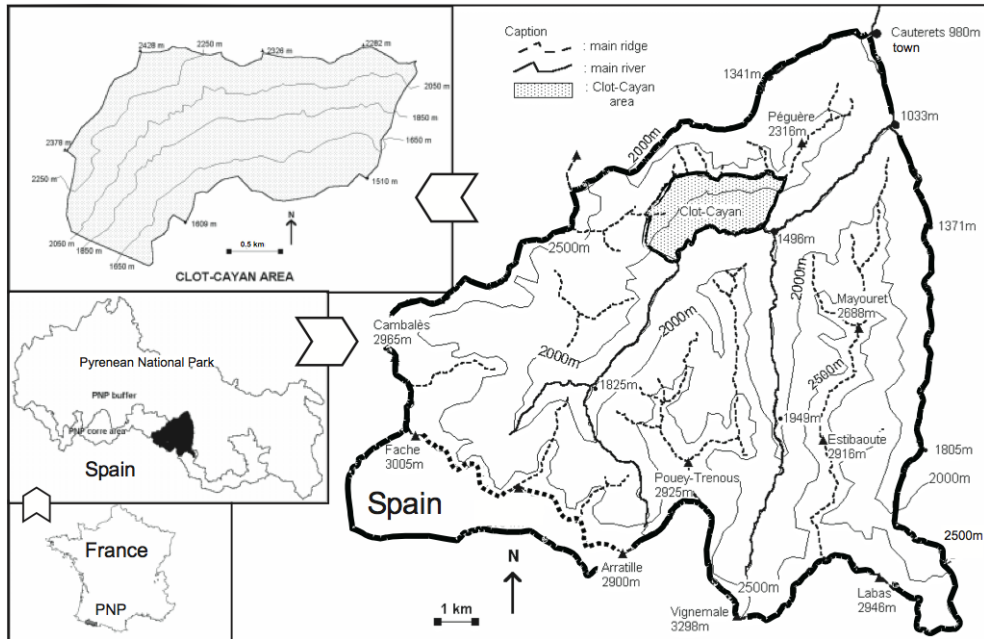 2428 m
2250 m
2326 m
2282 m
2050 m
1850 m
1650 m
2378 m
2250 m
1510 m
2050 m
1650 m
1650 m
1609 m
N
0.5 km
CLOT-CAYAN AREA
Pyrenean National Park
PNP buffer
PNP corre area
Spain
France
PNP
Caption
: main ridge
: main river
: Clot-Cayan
area
Cauterets 980m
town
1341m
Péguère
2316m
1033m
2000m
Clot-Cayan
2500m
1496m
1371m
2000m
Mayouret
2688m
Cambalès
2965m
2000m
2000m
2500m
1825m
1949m
Estibaoute
2916m
1805m
Fache
3005m
Pouey-Trenous
2925m
2000m
Spain
2500m
N
Arratille
2900m
2500m
Labas
2946m
1 km
Vignemale
3298m